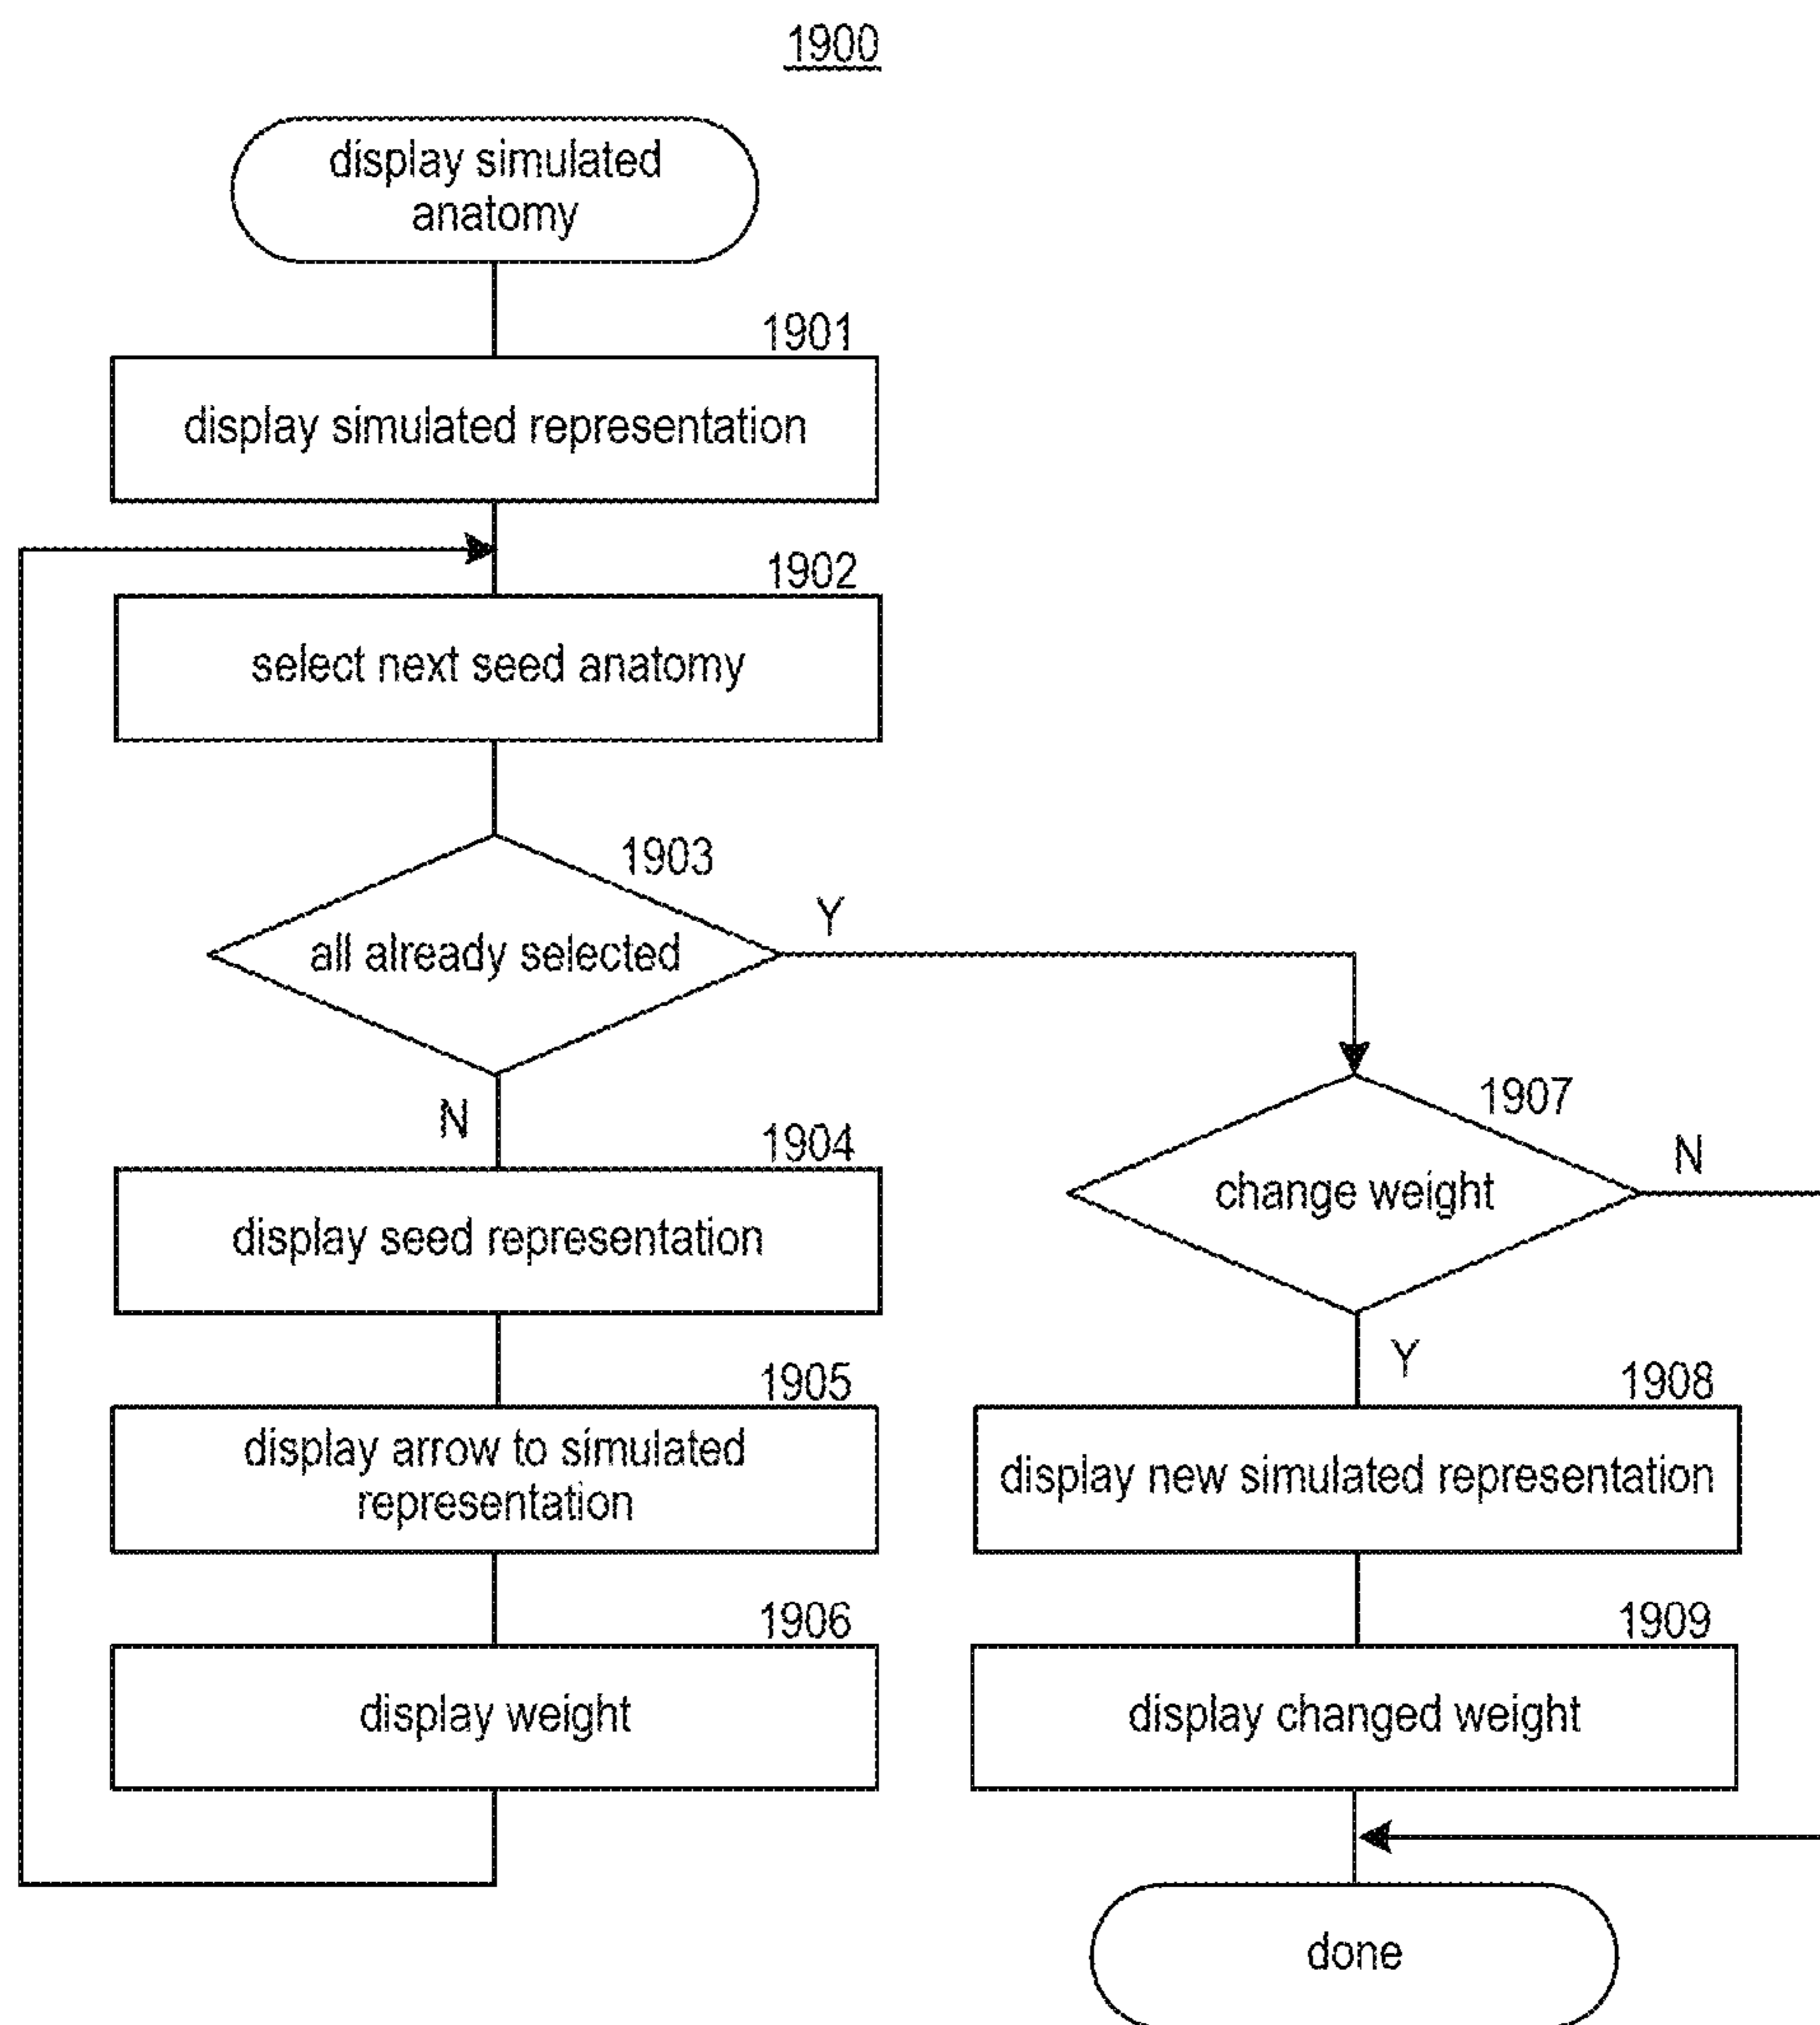 1900
display simulated
anatomy
1901
display simulated representation
1902
select next seed anatomy
1903
all already selected
Y
N
1904
display seed representation
1905
display arrow to simulated
representation
1906
display weight
1907
change weight
N
Y
1908
display new simulated representation
1909
display changed weight
done